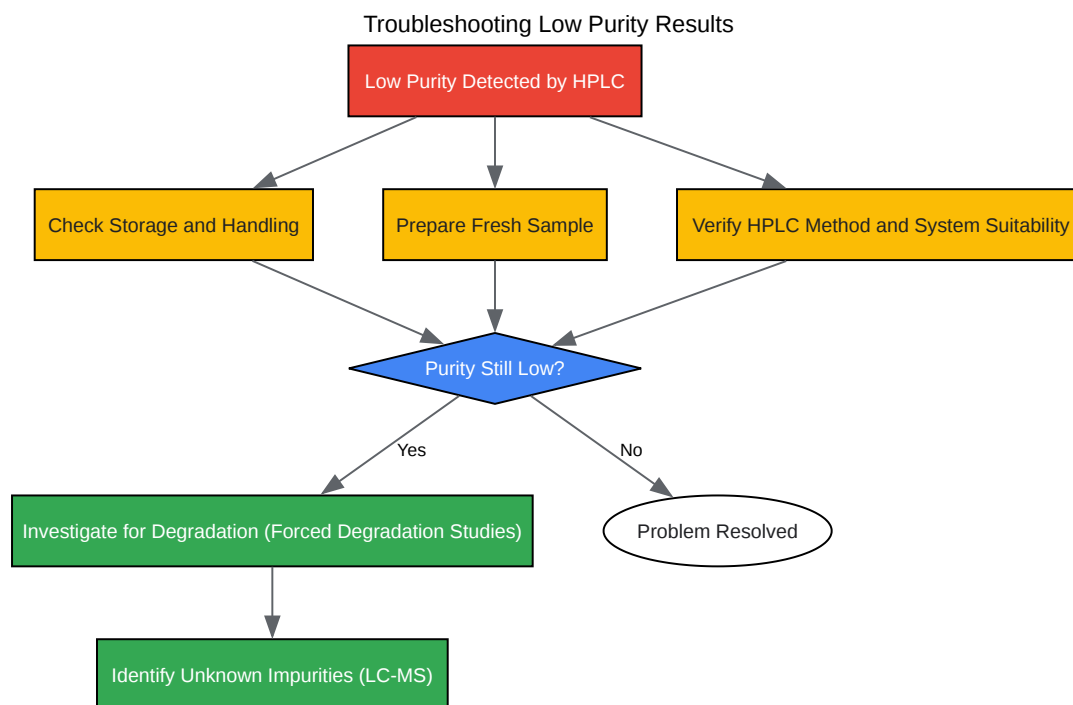 Troubleshooting Low Purity Results
Low Purity Detected by HPLC
Check Storage and Handling
Prepare Fresh Sample
Verify HPLC Method and System Suitability
Purity Still Low?
Yes
No
Investigate for Degradation (Forced Degradation Studies)
Problem Resolved
Identify Unknown Impurities (LC-MS)